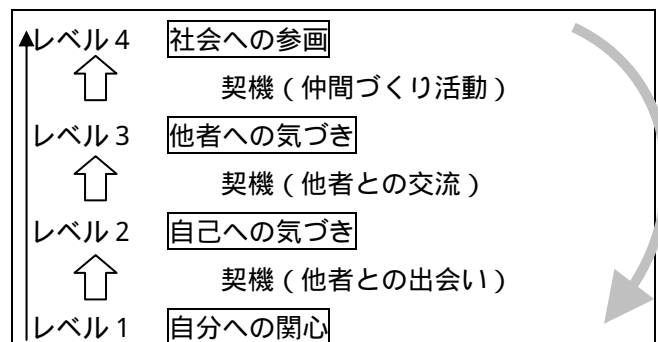 レベル4 社会への参画
契機(仲間づくり活動)
レベル3 他者への気づき
契機(他者との交流)
レベル2 自己への気づき
契機(他者との出会い)
レベル1 自分への関心